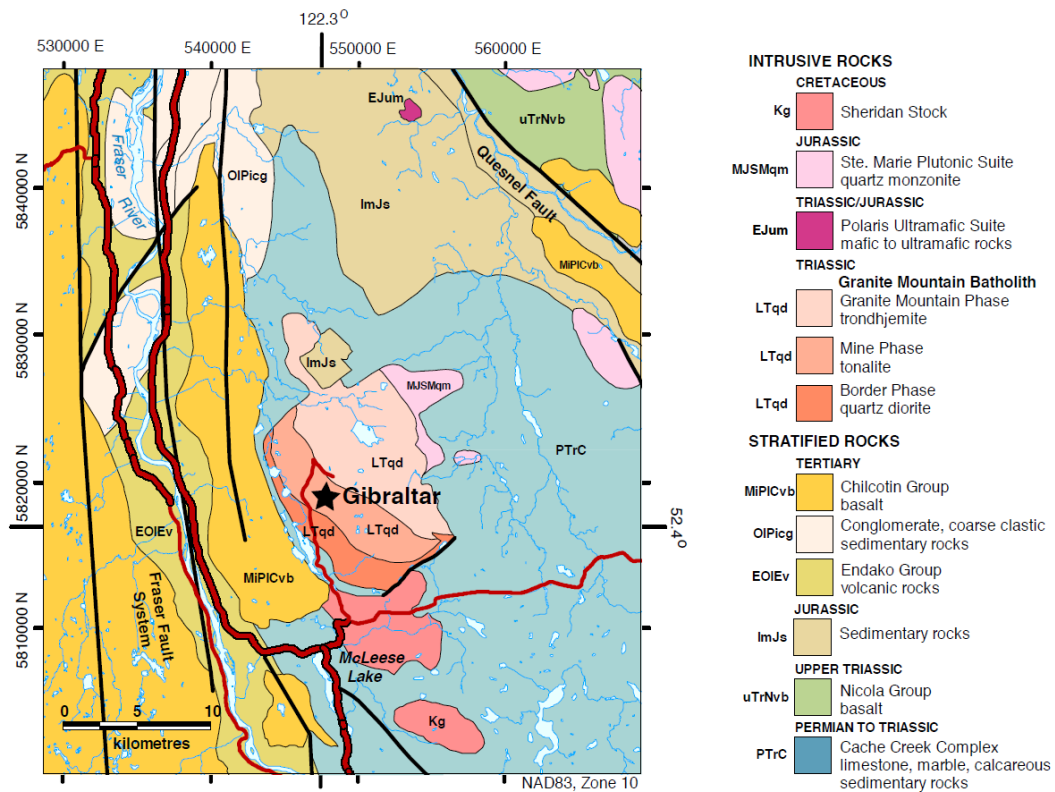 122.3°
530000 E
540000 E
550000 E
560000 E
5840000 N
5830000 N
5820000 N
5810000 N
52.4°
EJum
uTrNvb
Fraser
River
OlPicg
Quesnel Fault
lmJs
MiPlCvb
lmJs
MJSMqm
LTqd
PTrC
Gibraltar
LTqd
LTqd
EOlEv
MiPlCvb
Fraser Fault
System
McLeese
Lake
Kg
0 5 10
kilometres
NAD83, Zone 10
INTRUSIVE ROCKS
CRETACEOUS
Kg Sheridan Stock
JURASSIC
MJSMqm Ste. Marie Plutonic Suite
quartz monzonite
TRIASSIC/JURASSIC
EJum Polaris Ultramafic Suite
mafic to ultramafic rocks
TRIASSIC
Granite Mountain Batholith
LTqd Granite Mountain Phase
trondhjemite
LTqd Mine Phase
tonalite
LTqd Border Phase
quartz diorite
STRATIFIED ROCKS
TERTIARY
MiPlCvb Chilcotin Group
basalt
OlPicg Conglomerate, coarse clastic
sedimentary rocks
EOlEv Endako Group
volcanic rocks
JURASSIC
lmJs Sedimentary rocks
UPPER TRIASSIC
uTrNvb Nicola Group
basalt
PERMIAN TO TRIASSIC
PTrC Cache Creek Complex
limestone, marble, calcareous
sedimentary rocks